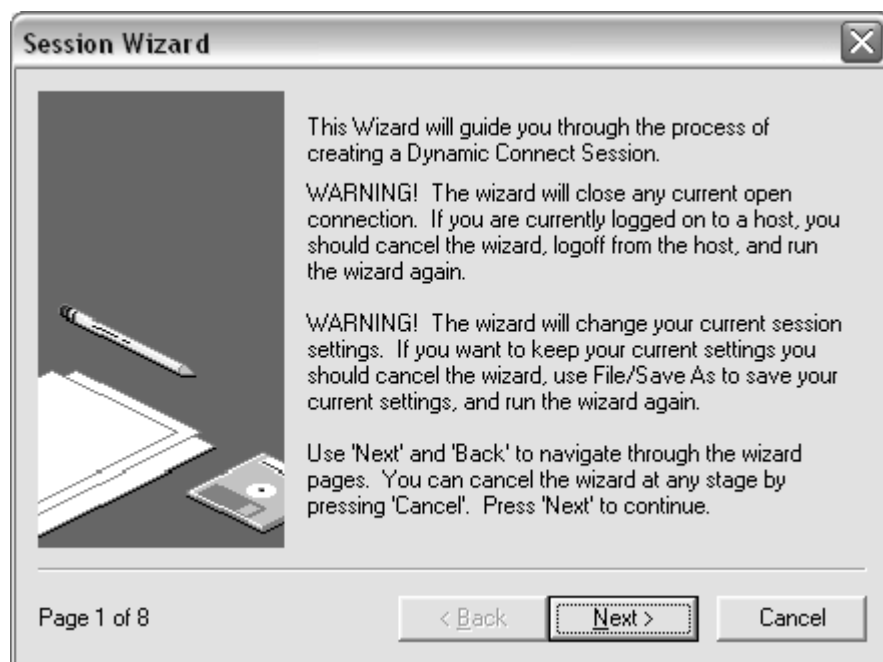 Session Wizard
This Wizard will guide you through the process of
creating a Dynamic Connect Session.
WARNING!  The wizard will close any current open
connection.  If you are currently logged on to a host, you
should cancel the wizard, logoff from the host, and run
the wizard again.
WARNING!  The wizard will change your current session
settings.  If you want to keep your current settings you
should cancel the wizard, use File/Save As to save your
current settings, and run the wizard again.
Use 'Next' and 'Back' to navigate through the wizard
pages.  You can cancel the wizard at any stage by
pressing 'Cancel'.  Press 'Next' to continue.
Page 1 of 8
< Back
Next >
Cancel